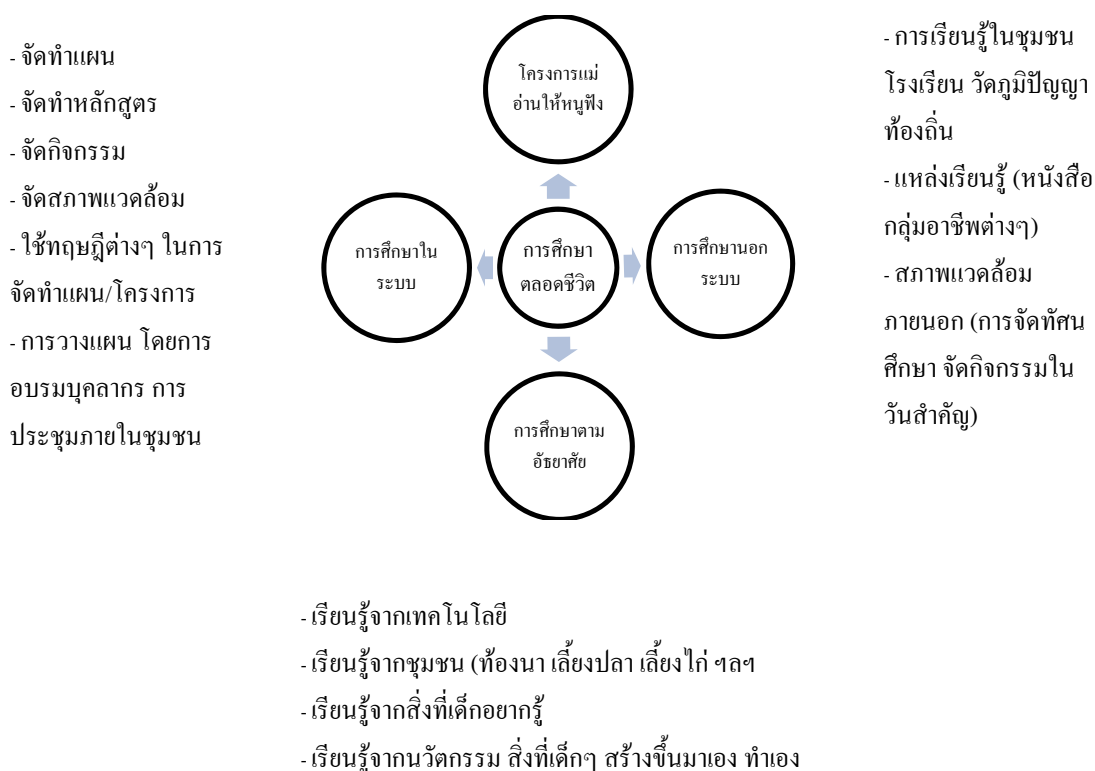 - จัดทำแผน
- จัดทำหลักสูตร
- จัดกิจกรรม
- จัดสภาพแวดล้อม
- ใช้ทฤษฎีต่างๆ ในการ
จัดทำแผน/โครงการ
- การวางแผน โดยการ
อบรมบุคลากร การ
ประชุมภายในชุมชน
โครงการแม่
อ่านให้หนูฟัง
การศึกษาใน
ระบบ
การศึกษา
ตลอดชีวิต
การศึกษานอก
ระบบ
การศึกษาตาม
อัธยาศัย
- การเรียนรู้ในชุมชน
โรงเรียน วัดภูมิปัญญา
ท้องถิ่น
- แหล่งเรียนรู้ (หนังสือ
กลุ่มอาชีพต่างๆ)
- สภาพแวดล้อม
ภายนอก (การจัดทัศน
ศึกษา จัดกิจกรรมใน
วันสำคัญ)
- เรียนรู้จากเทคโนโลยี
- เรียนรู้จากชุมชน (ท้องนา เลี้ยงปลา เลี้ยงไก่ ฯลฯ
- เรียนรู้จากสิ่งที่เด็กอยากรู้
- เรียนรู้จากนวัตกรรม สิ่งที่เด็กๆ สร้างขึ้นมาเอง ทำเอง